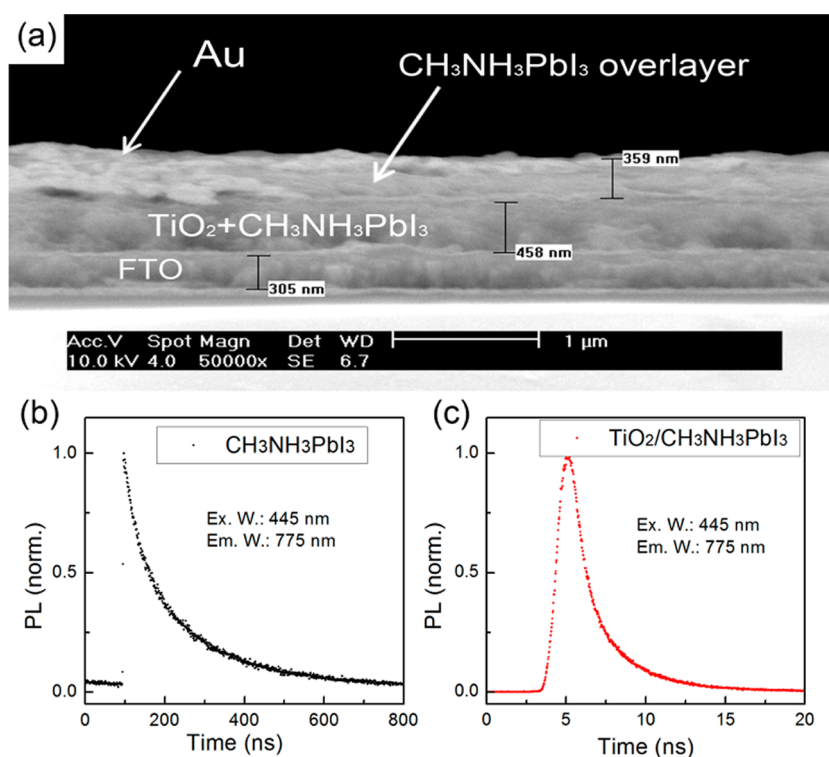 (a)
Au
CH₃NH₃PbI₃ overlayer
359 nm
TiO₂+CH₃NH₃PbI₃
458 nm
FTO
305 nm
Acc.V Spot Magn Det WD
10.0 kV 4.0 50000x SE 6.7 1 µm
(b)
CH₃NH₃PbI₃
Ex. W.: 445 nm
Em. W.: 775 nm
PL (norm.)
1.0
0.5
0.0
0 200 400 600 800
Time (ns)
(c)
TiO₂/CH₃NH₃PbI₃
Ex. W.: 445 nm
Em. W.: 775 nm
PL (norm.)
1.0
0.5
0.0
0 5 10 15 20
Time (ns)